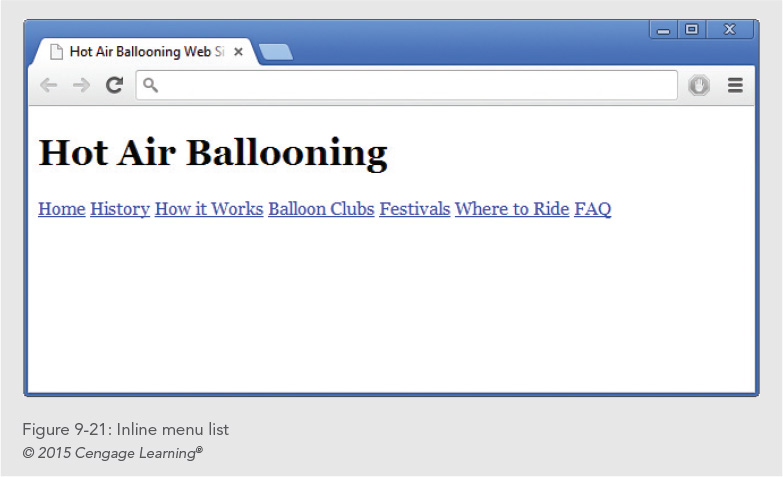 Hot Air Ballooning Web Si
Hot Air Ballooning
Home History How it Works Balloon Clubs Festivals Where to Ride FAQ
Figure 9-21: Inline menu list
© 2015 Cengage Learning®